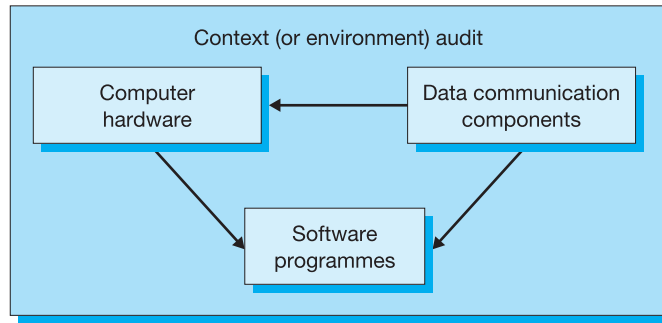 Context (or environment) audit
Computer
hardware
Data communication
components
Software
programmes